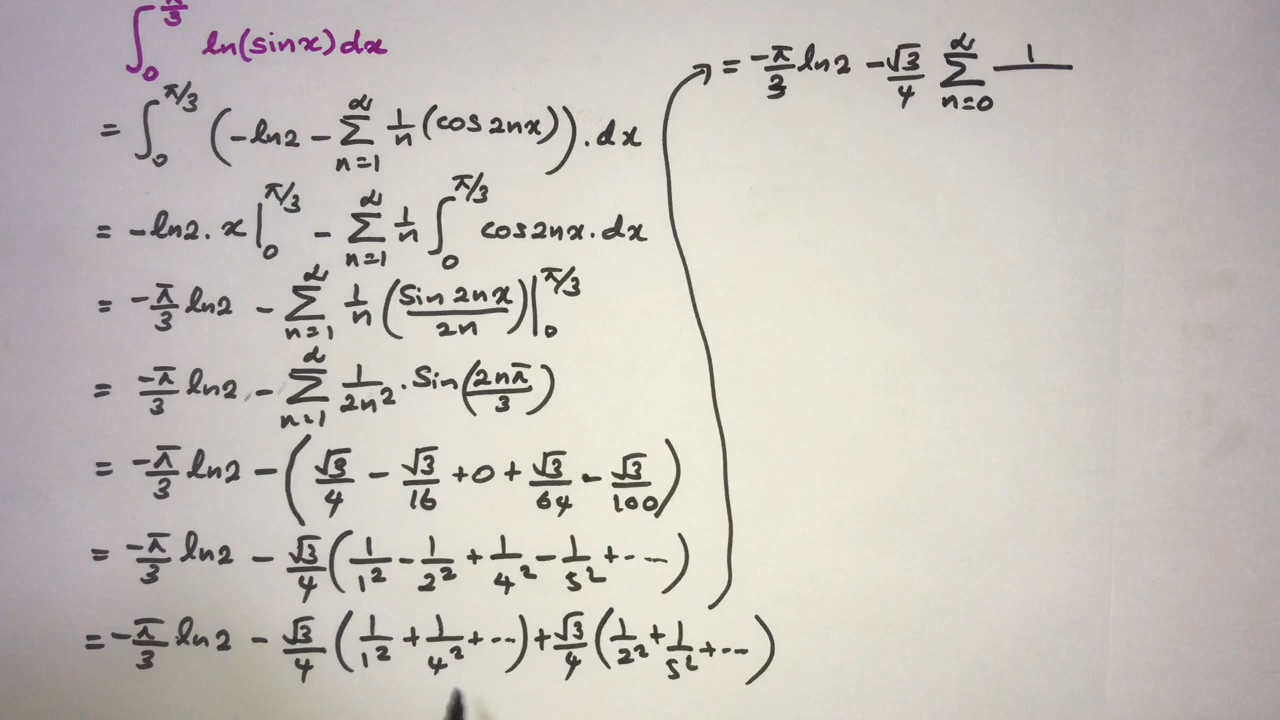 ∫₀^(π/3) ln(sinx)dx
= ∫₀^(π/3) (-ln2 - Σ_(n=1)^∞ 1/n (cos2nx)).dx
= -ln2. x|₀^(π/3) - Σ_(n=1)^∞ 1/n ∫₀^(π/3) cos2nx.dx
= -π/3 ln2 - Σ_(n=1)^∞ 1/n (Sin 2nx/2n)|₀^(π/3)
= -π/3 ln2 - Σ_(n=1)^∞ 1/2n² . Sin(2nπ/3)
= -π/3 ln2 - (√3/4 - √3/16 + 0 + √3/64 - √3/100)
= -π/3 ln2 - √3/4 (1/1² - 1/2² + 1/4² - 1/5² + ---)
= -π/3 ln2 - √3/4 (1/1² + 1/4² + ---) + √3/4 (1/2² + 1/5² + ---)
= -π/3 ln2 - √3/4 Σ_(n=0)^∞ 1/